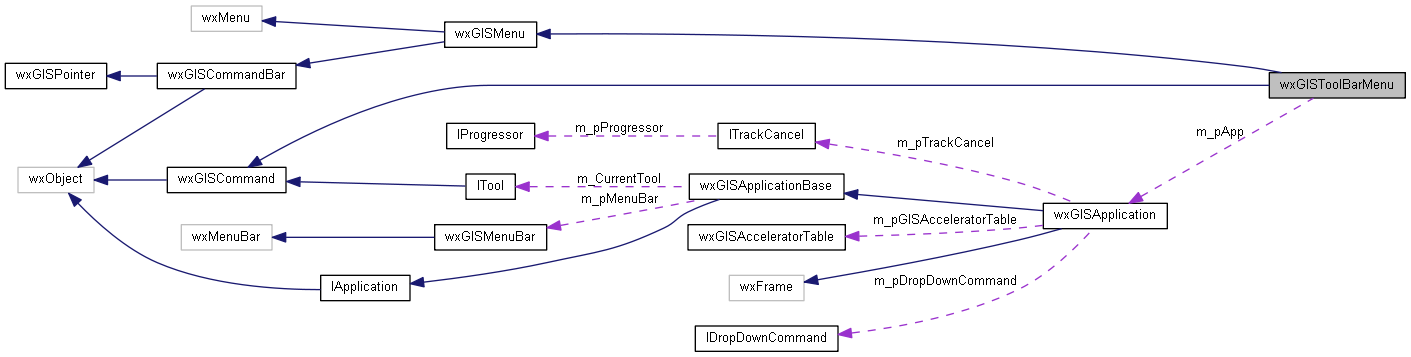 wxMenu
wxGISMenu
wxGISPointer
wxGISCommandBar
wxGISToolBarMenu
IProgressor
m_pProgressor
ITrackCancel
m_pApp
m_pTrackCancel
wxObject
wxGISCommand
ITool
m_CurrentTool
wxGISApplicationBase
m_pMenuBar
wxGISApplication
m_pGISAcceleratorTable
wxMenuBar
wxGISMenuBar
wxGISAcceleratorTable
IApplication
wxFrame
m_pDropDownCommand
IDropDownCommand